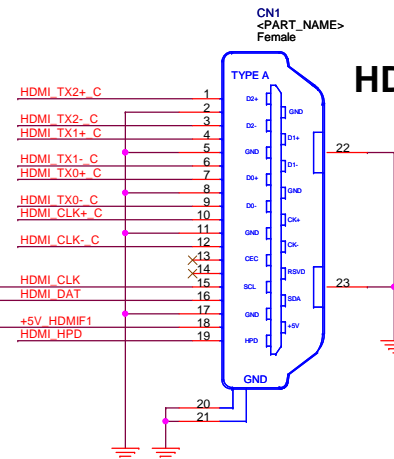 CN1
<PART_NAME>
Female
HD
TYPE A
HDMI_TX2+_C 1 D2+
2 GND
HDMI_TX2-_C 3 D2-
HDMI_TX1+_C 4 D1+
5 GND
HDMI_TX1-_C 6 D1-
HDMI_TX0+_C 7 D0+
8 GND
HDMI_TX0-_C 9 D0-
HDMI_CLK+_C 10 CK+
11 GND
HDMI_CLK-_C 12 CK-
13 CEC
14 RSVD
HDMI_CLK 15 SCL
HDMI_DAT 16 SDA
17 GND
+5V_HDMIF1 18 +5V
HDMI_HPD 19 HPD
22
23
GND
20
21